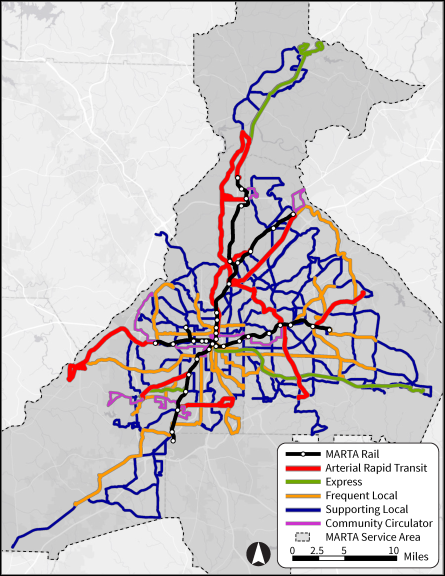 MARTA Rail
Arterial Rapid Transit
Express
Frequent Local
Supporting Local
Community Circulator
MARTA Service Area
0 2.5 5 10
Miles